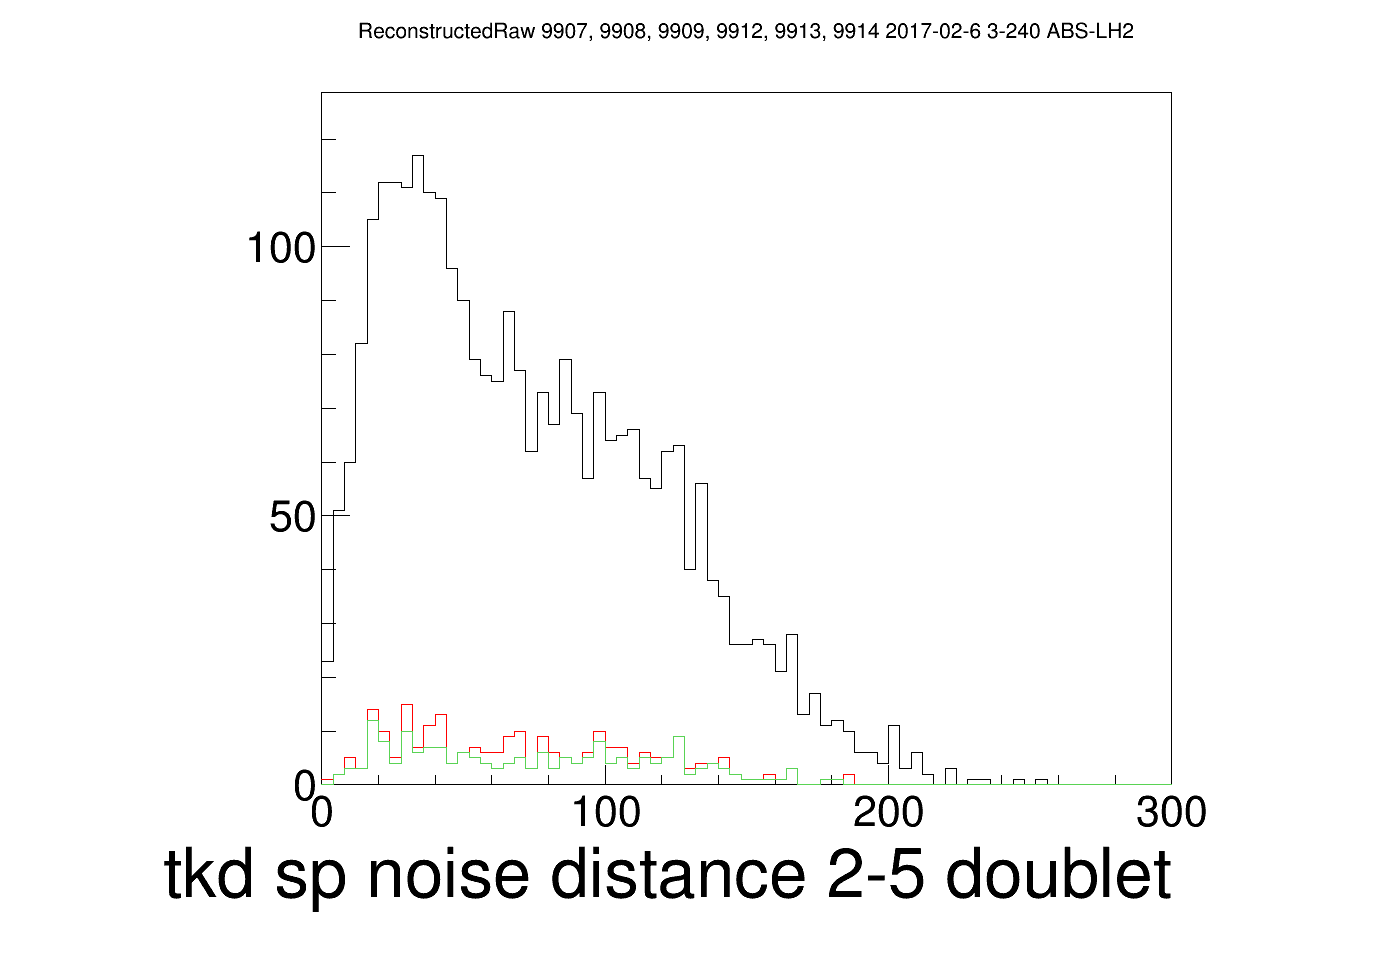 ReconstructedRaw 9907, 9908, 9909, 9912, 9913, 9914 2017-02-6 3-240 ABS-LH2
100
50
0
0 100 200 300
tkd sp noise distance 2-5 doublet